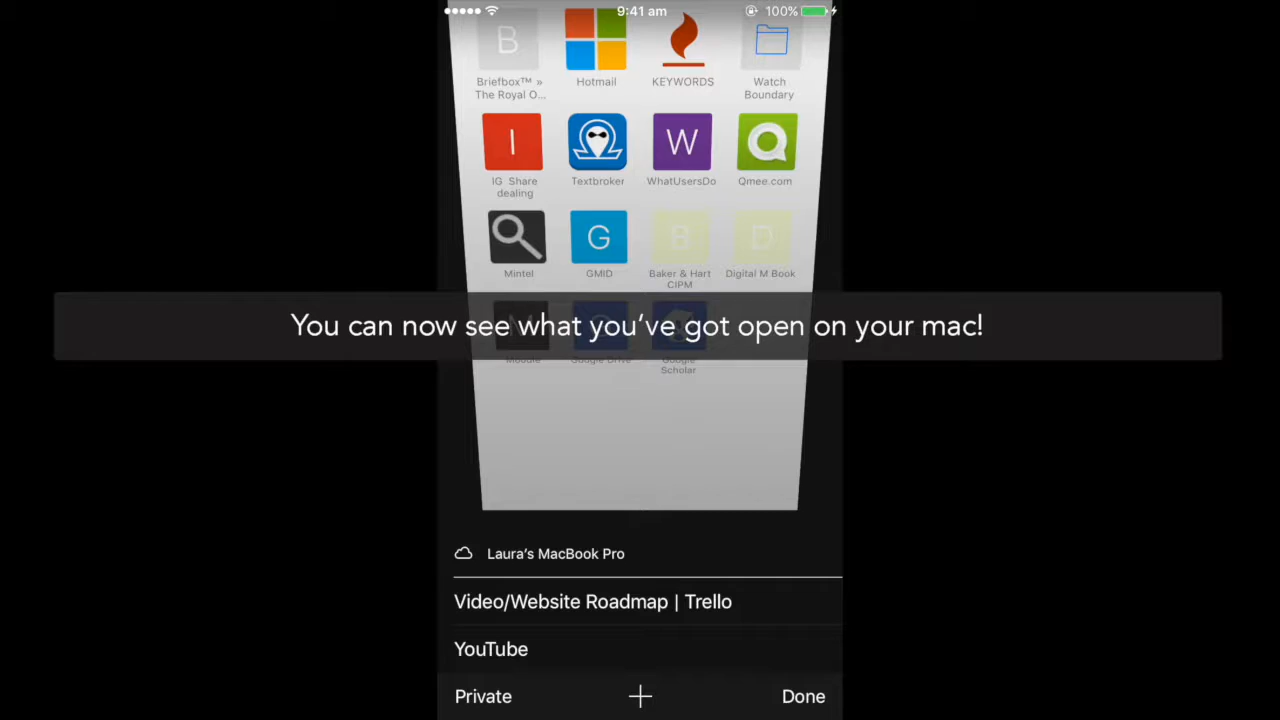 9:41 am
100%
B
Briefbox™ »
The Royal O...
Hotmail
KEYWORDS
Watch
Boundary
I
IG Share
dealing
Textbroker
W
WhatUsersDo
Qmee.com
Mintel
G
GMID
B
Baker & Hart
CIPM
D
Digital M Book
You can now see what you’ve got open on your mac!
M
Moodle
Google Drive
Google
Scholar
Laura’s MacBook Pro
Video/Website Roadmap | Trello
YouTube
Private
Done